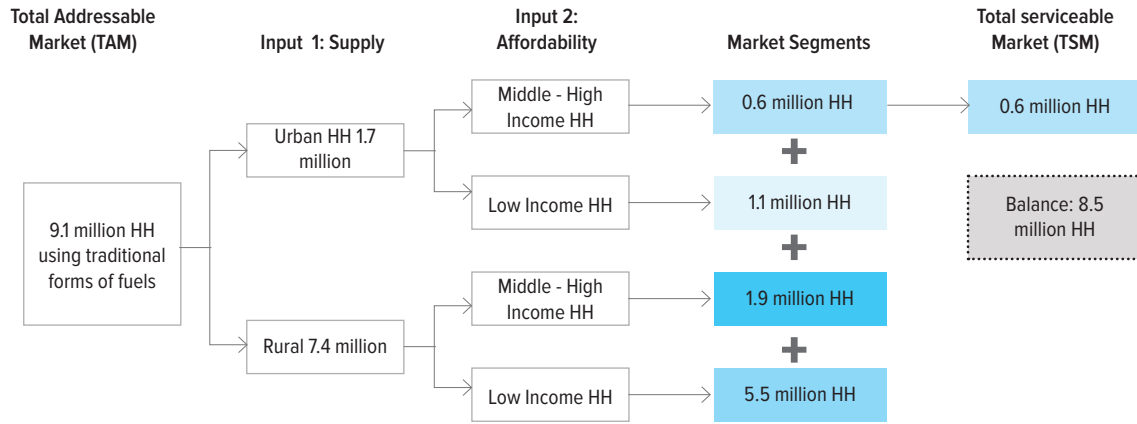 Total Addressable
Market (TAM)
Input 1: Supply
Input 2:
Affordability
Market Segments
Total serviceable
Market (TSM)
9.1 million HH
using traditional
forms of fuels
Urban HH 1.7
million
Rural 7.4 million
Middle - High
Income HH
Low Income HH
Middle - High
Income HH
Low Income HH
0.6 million HH
+
1.1 million HH
+
1.9 million HH
+
5.5 million HH
0.6 million HH
Balance: 8.5
million HH